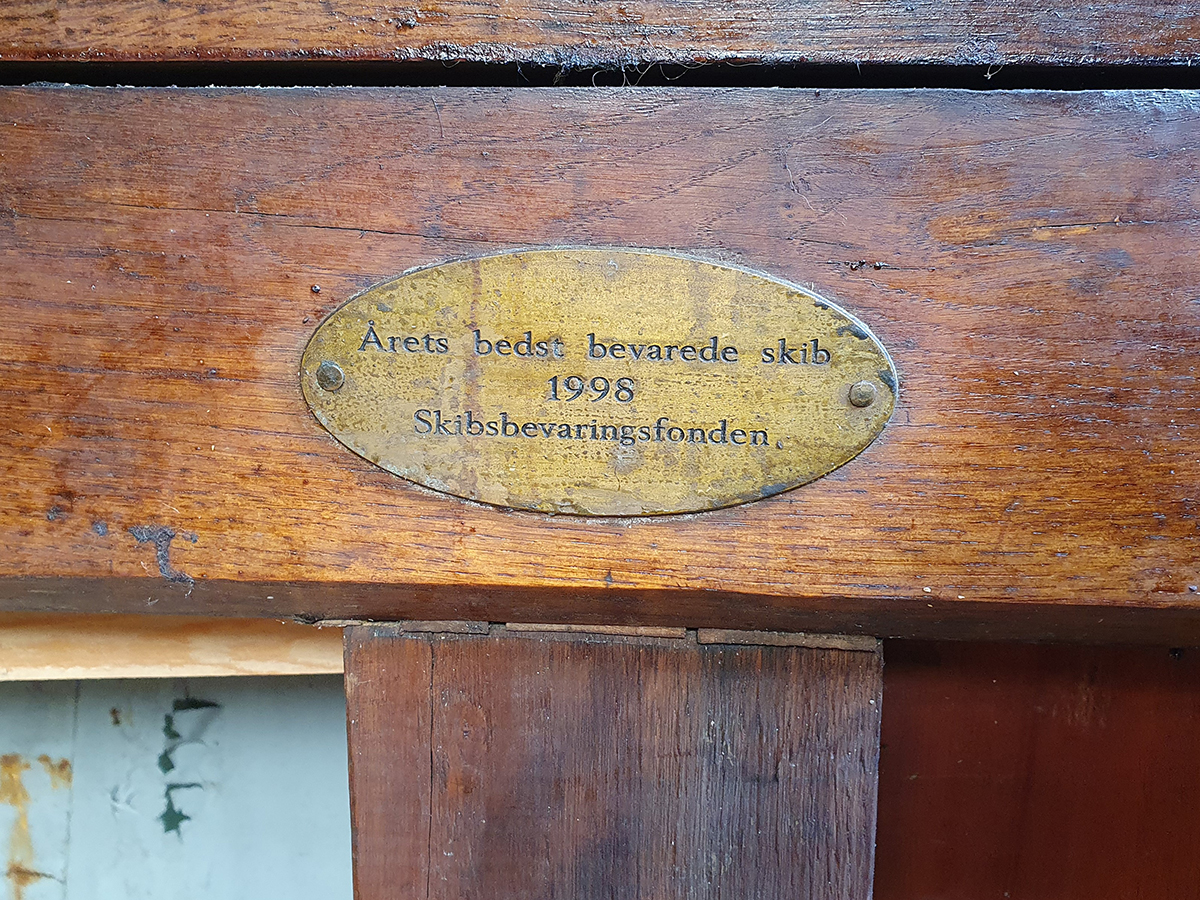 Årets bedst bevarede skib
1998
Skibsbevaringsfonden